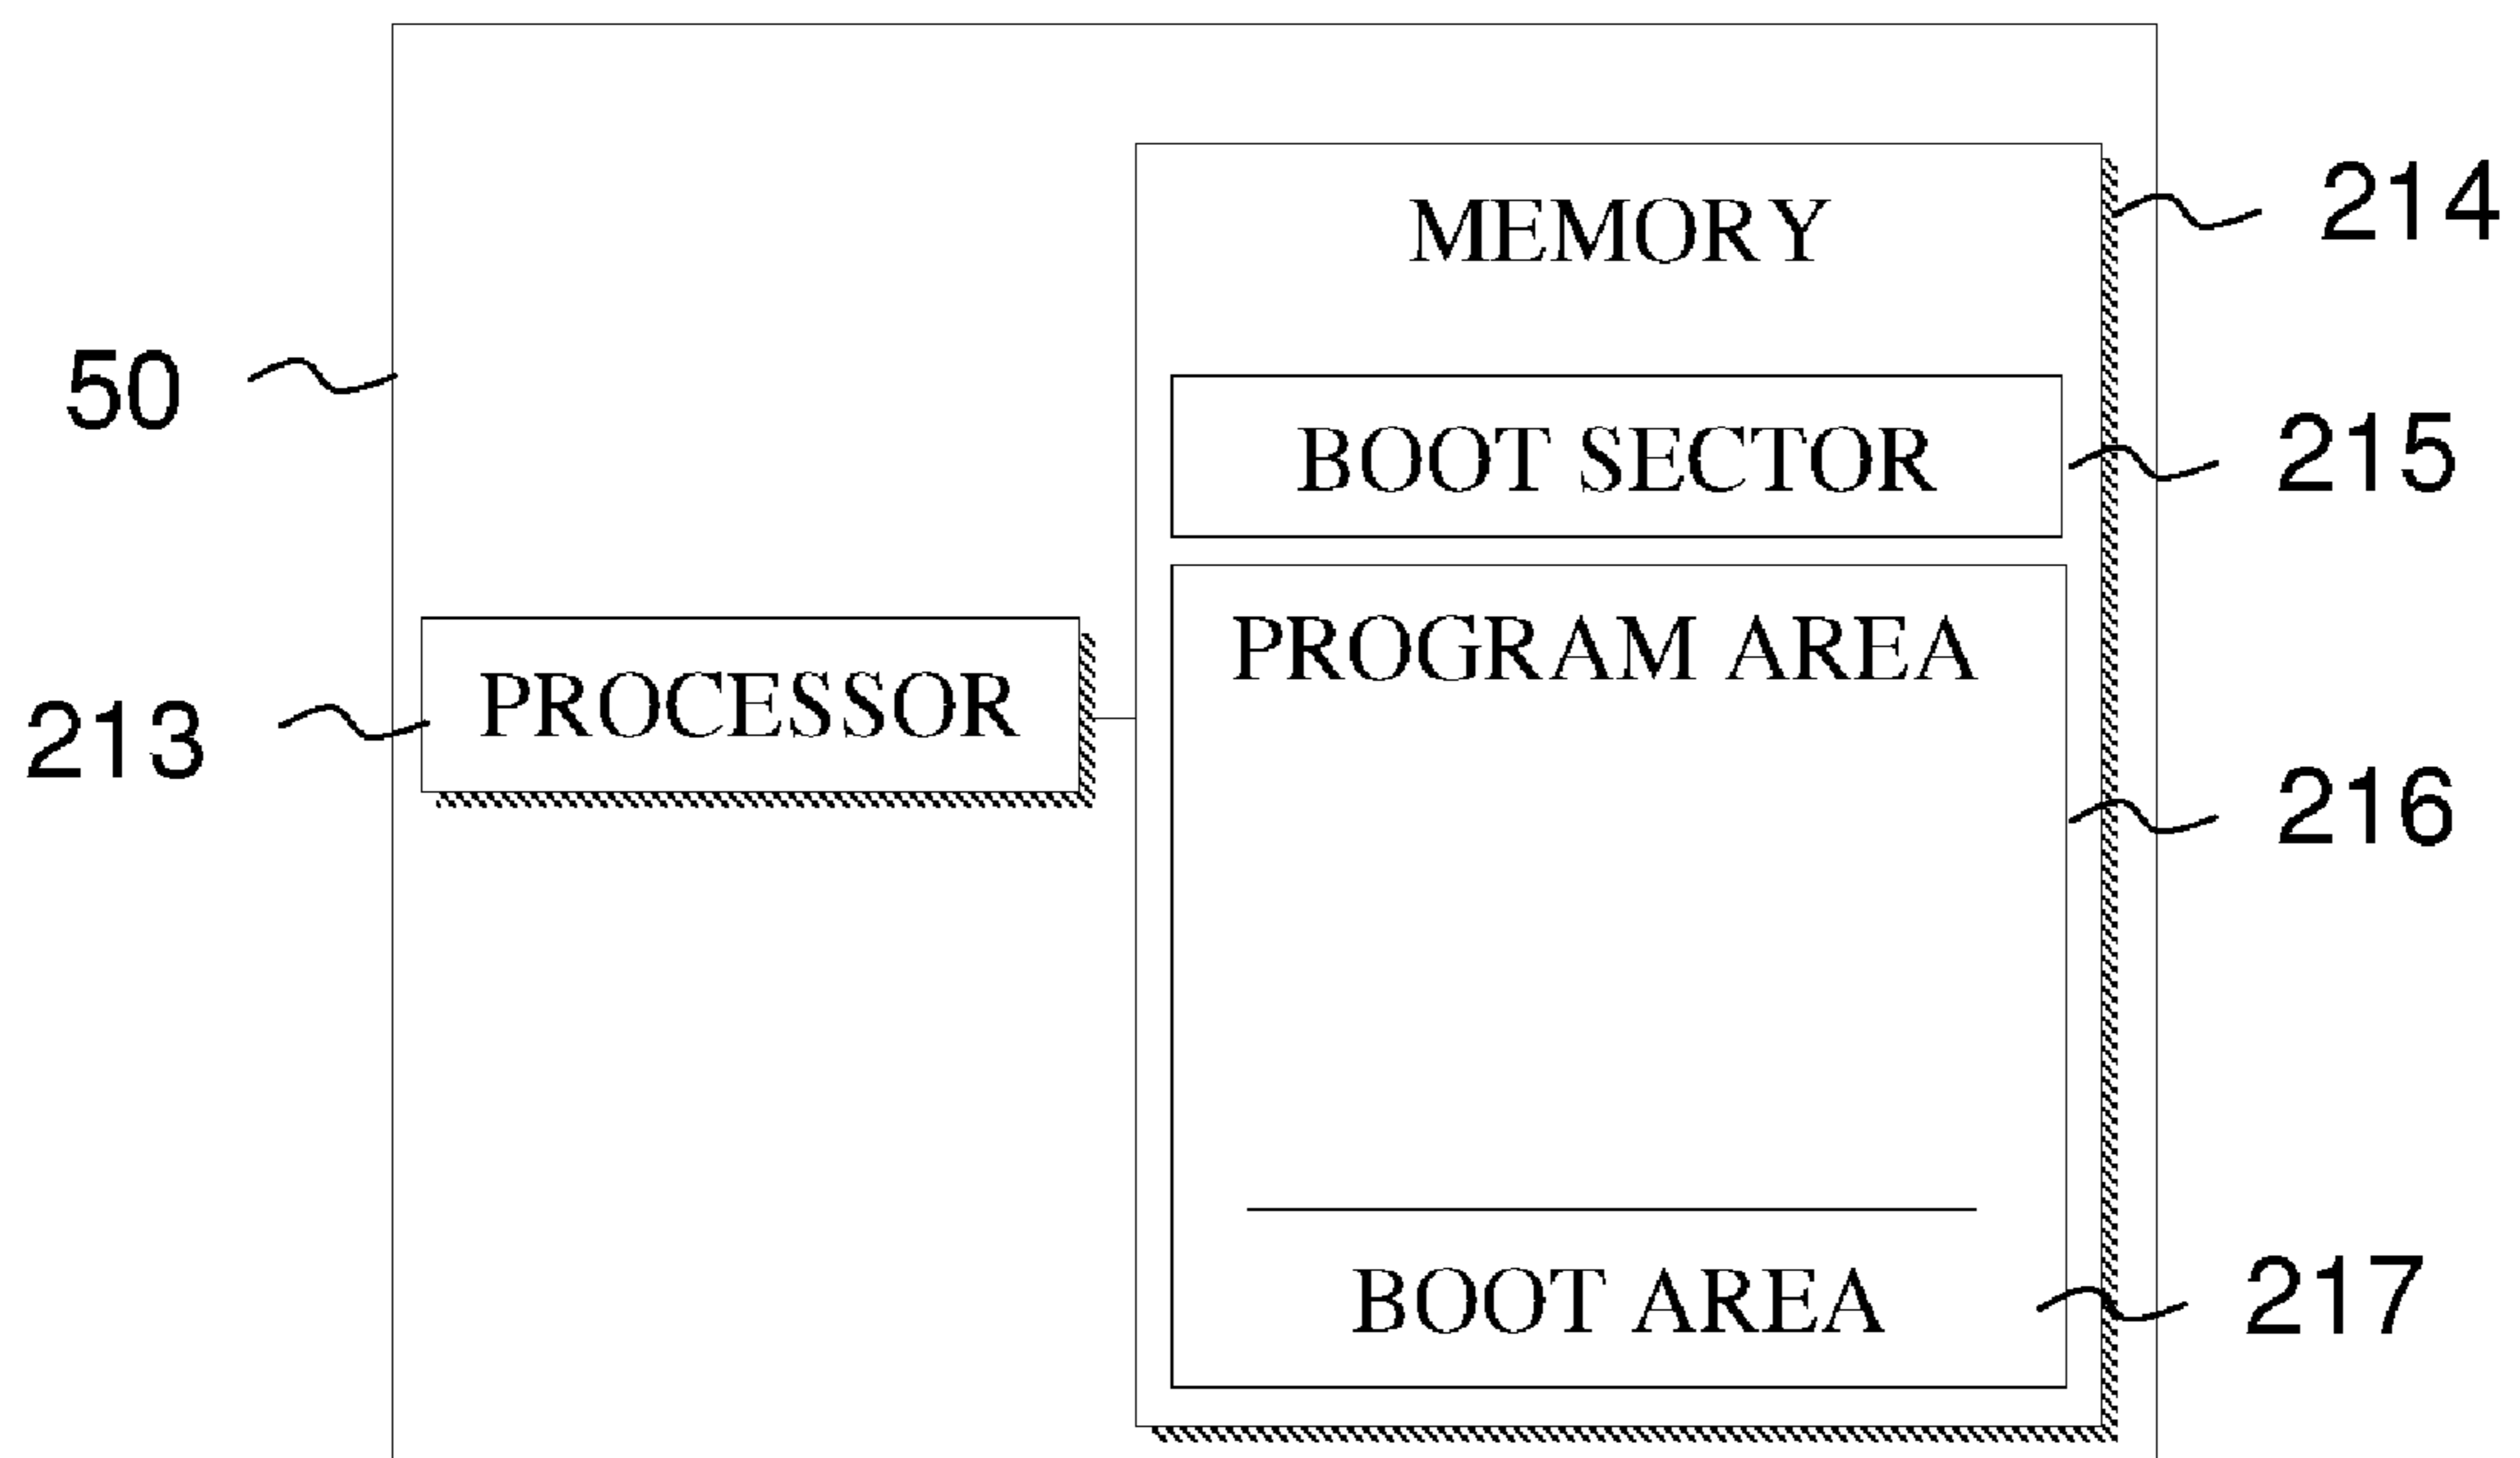 MEMORY
214
50
BOOT SECTOR
215
PROGRAM AREA
PROCESSOR
213
216
BOOT AREA
217